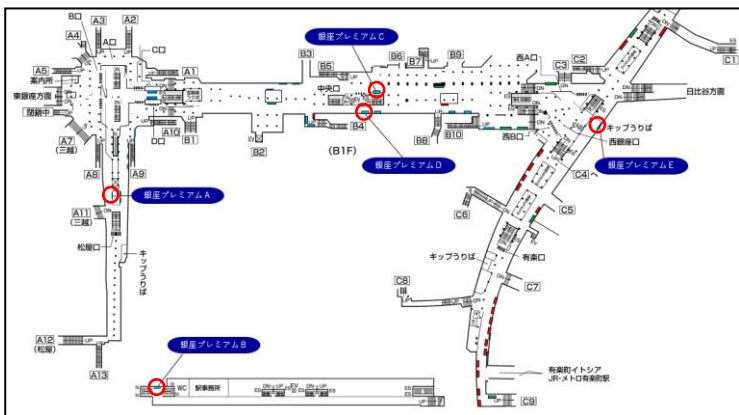 B口
A3
A2
A4
A口
C口
A5
案内所
東銀座方面
閉鎖中
A7
(三越)
A1
A10
D口
B1
A8
A9
A11
(三越)
松屋口
キップうりば
A12
(松屋)
A13
銀座プレミアムA
銀座プレミアムB
WC
駅事務所
B3
B5
中央口
銀座プレミアムC
B6
B7
B9
B4
(B1F)
B2
EV
銀座プレミアムD
B8
B10
西A口
C3
C2
C1
日比谷方面
キップうりば
西銀座口
西B口
銀座プレミアムE
C4
C5
C6
有楽口
キップうりば
C7
C8
有楽町イトシア
JR・メトロ有楽町駅
C9